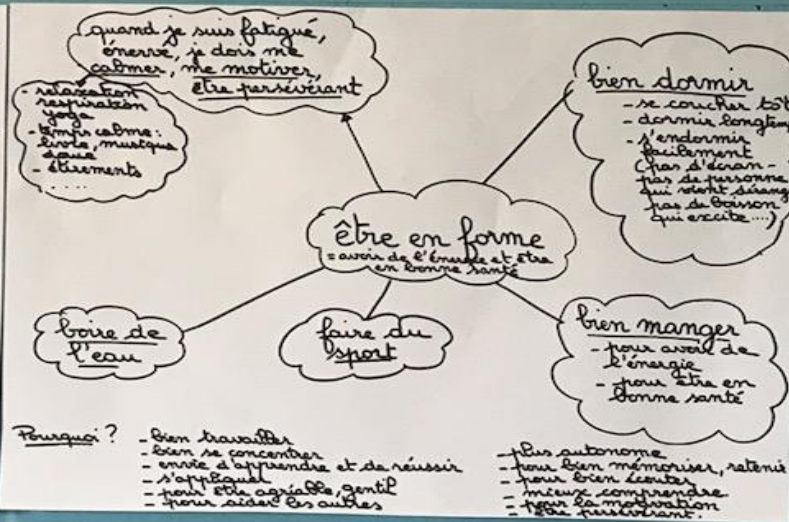 quand je suis fatigué,
énervé, je dois me
calmer, me motiver,
être persévérant
- relaxation
respiration
yoga
- temps calme :
livre, musique
douce
- étirements
. . . .
bien dormir
- se coucher tôt
- dormir
- s'endormir
facilement
(pas d'écran -
pas de personne
qui vient
pas de boisson
qui excite ....)
être en forme
= avoir de l'énergie et être
en bonne santé
boire de
l'eau
faire du
sport
bien manger
- pour avoir de
l'énergie
- pour être en
bonne santé
Pourquoi ?
- bien travailler
- bien se concentrer
- envie d'apprendre et de réussir
- s'appliquer
- pour être agréable, gentil
- pour aider les autres
- plus autonome
- pour bien mémoriser, retenir
- pour bien écouter
- mieux comprendre
- pour la motivation
- être persévérant.